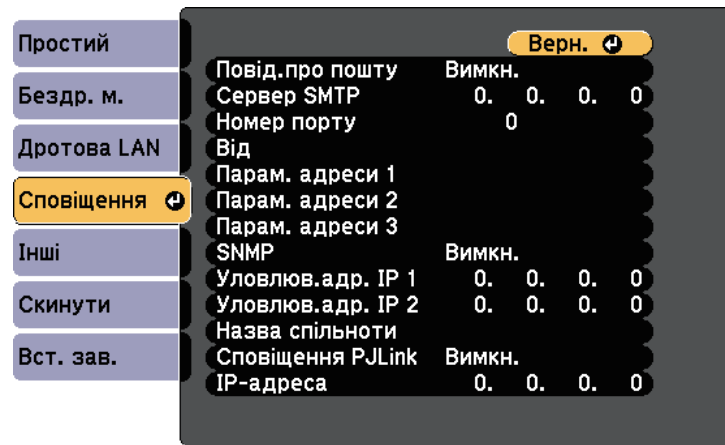 Простий
Бездр. м.
Дротова LAN
Сповіщення
Інші
Скинути
Вст. зав.
Верн.
Повід.про пошту Вимкн.
Сервер SMTP 0. 0. 0. 0
Номер порту 0
Від
Парам. адреси 1
Парам. адреси 2
Парам. адреси 3
SNMP Вимкн.
Уловлюв.адр. IP 1 0. 0. 0. 0
Уловлюв.адр. IP 2 0. 0. 0. 0
Назва спільноти
Сповіщення PJLink Вимкн.
IP-адреса 0. 0. 0. 0